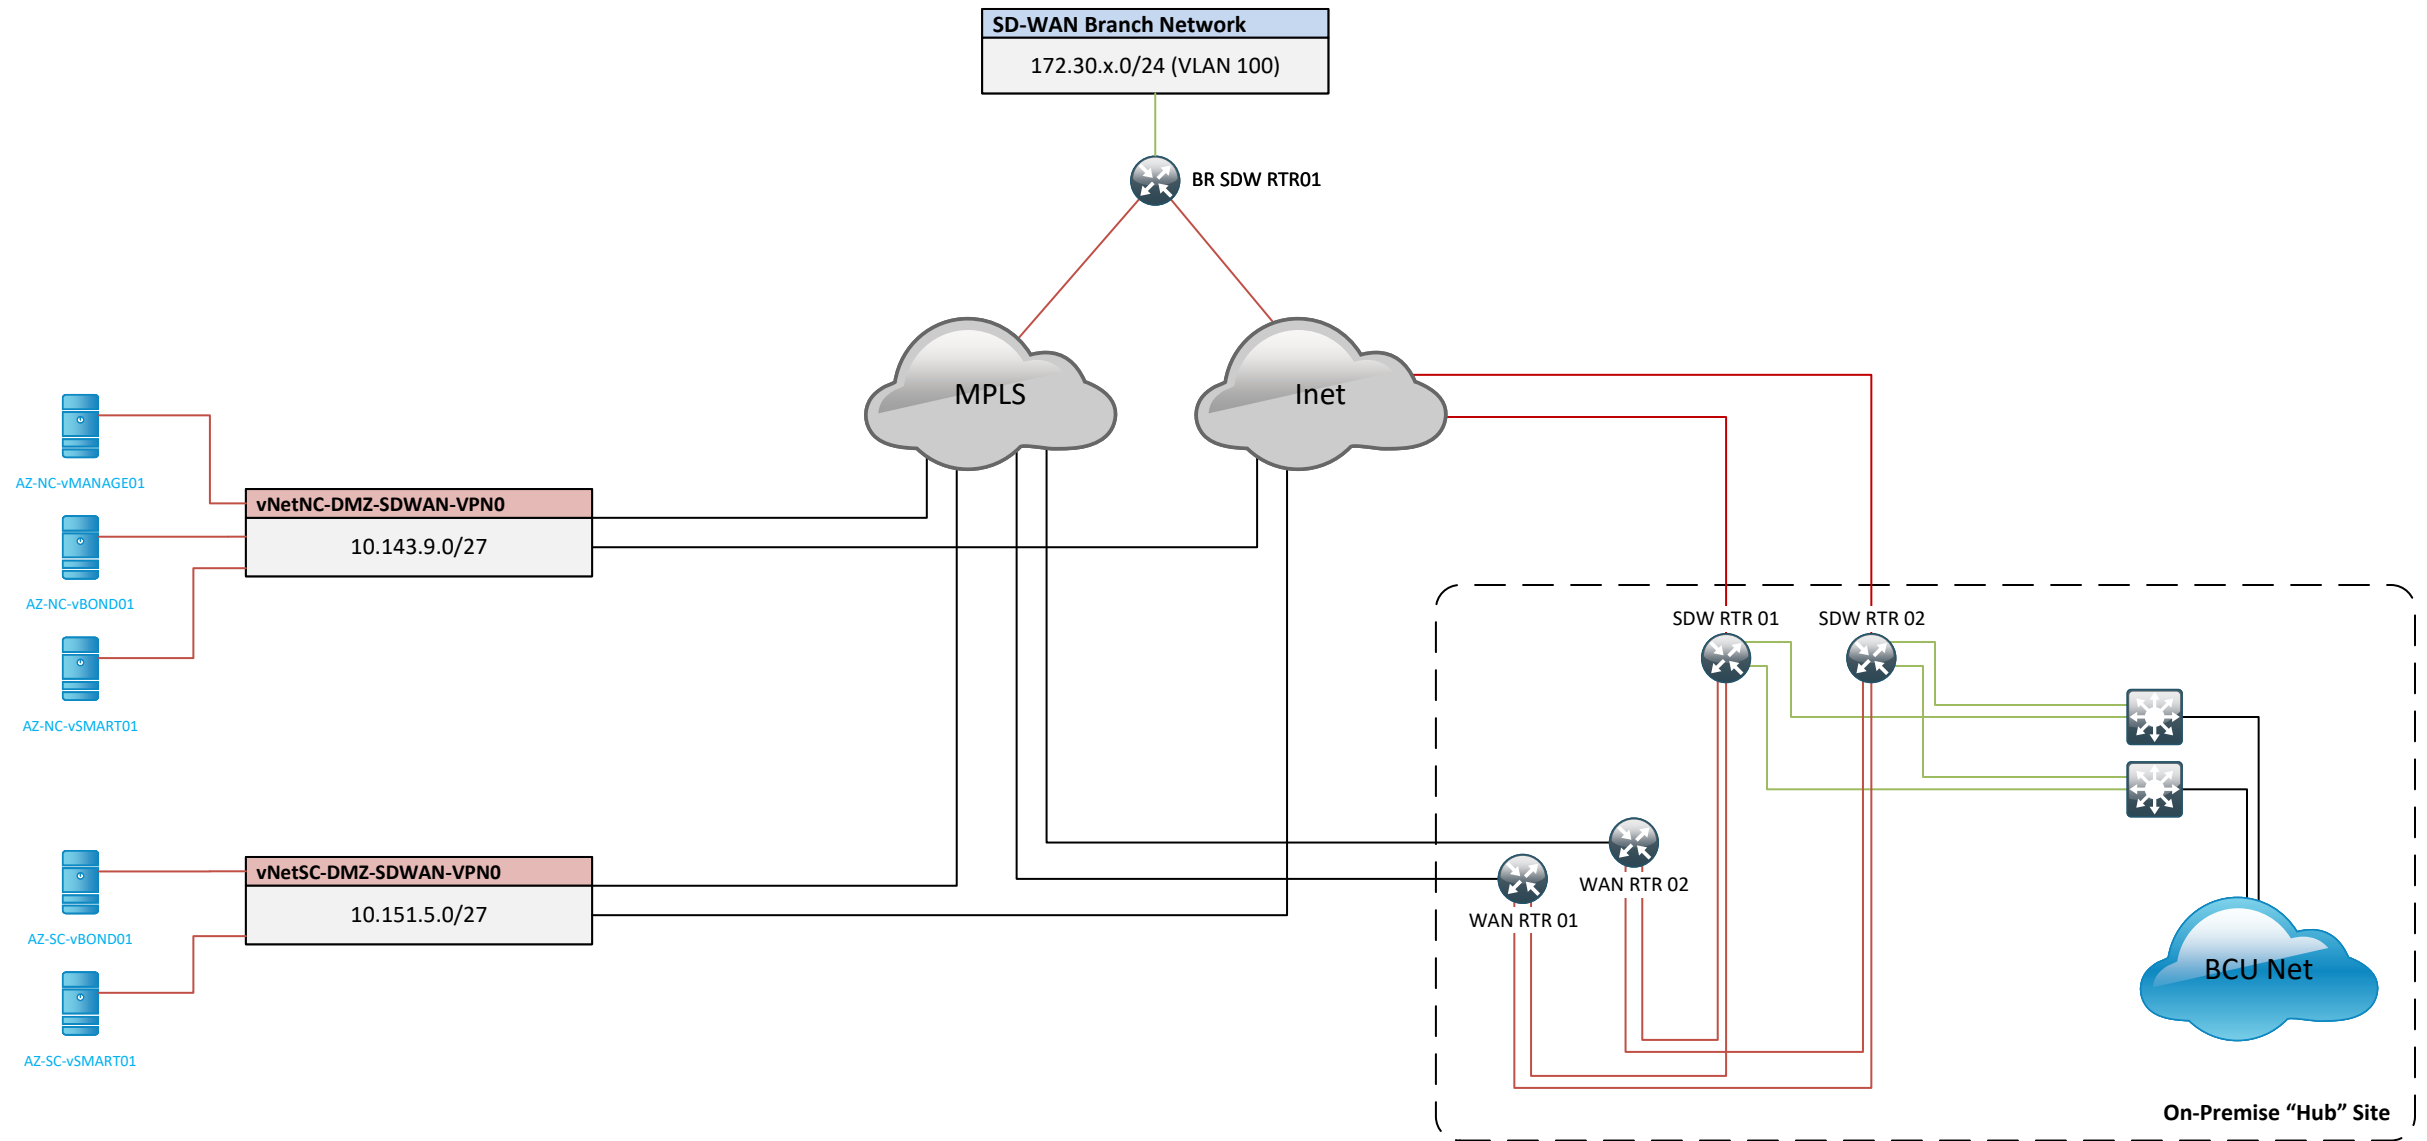 SD-WAN Branch Network
172.30.x.0/24 (VLAN 100)
BR SDW RTR01
MPLS
Inet
AZ-NC-vMANAGE01
vNetNC-DMZ-SDWAN-VPN0
10.143.9.0/27
AZ-NC-vBOND01
AZ-NC-vSMART01
SDW RTR 01
SDW RTR 02
vNetSC-DMZ-SDWAN-VPN0
10.151.5.0/27
AZ-SC-vBOND01
AZ-SC-vSMART01
WAN RTR 02
WAN RTR 01
BCU Net
On-Premise “Hub” Site